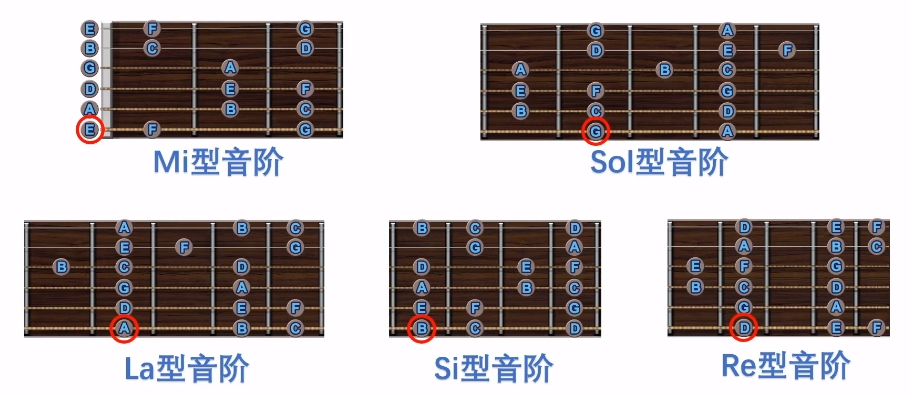 E F G
B C D
G A
D E F
A B C
E F G
Mi型音阶
G A
D E F
A B C
E F G
B C D
G A
Sol型音阶
A B C
E F G
B C D
G A
D E F
A B C
La型音阶
B C D
G A
D E F
A B C
E F G
B C D
Si型音阶
D E F
A B C
E F G
B C D
G A
D E F
Re型音阶